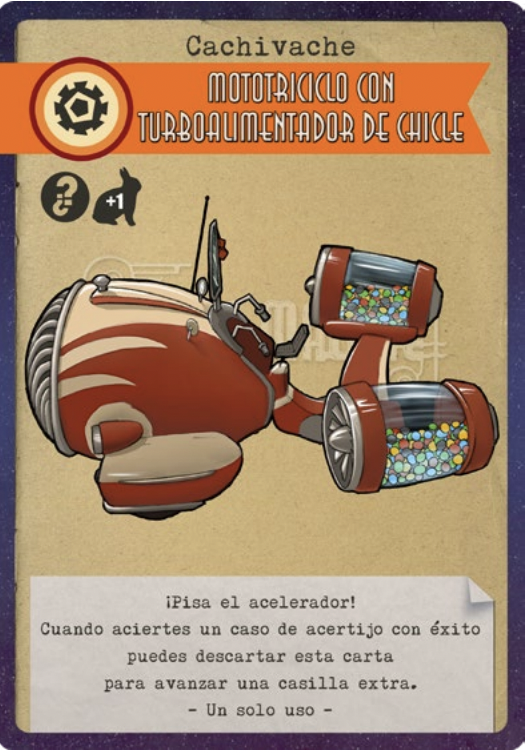 Cachivache
MOTOTRICICLO CON
TURBOALIMENTADOR DE CHICLE
?
+1
¡Pisa el acelerador!
Cuando aciertes un caso de acertijo con éxito
puedes descartar esta carta
para avanzar una casilla extra.
- Un solo uso -